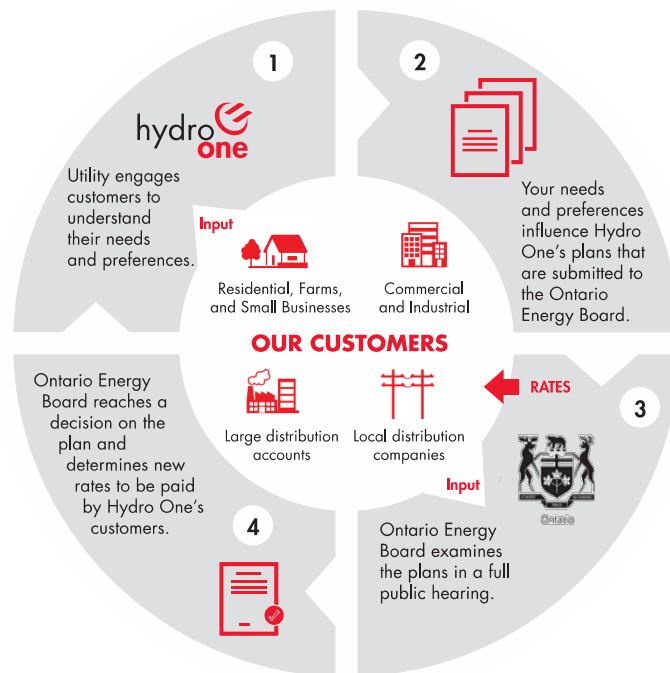 1
hydro
one
Utility engages
customers to
understand
their needs
and preferences.
Input
2
Your needs
and preferences
influence Hydro
One's plans that
are submitted to
the Ontario
Energy Board.
Residential, Farms,
and Small Businesses
Commercial
and Industrial
OUR CUSTOMERS
Large distribution
accounts
Local distribution
companies
RATES
3
Input
Ontario
Ontario Energy
Board examines
the plans in a full
public hearing.
Ontario Energy
Board reaches a
decision on the
plan and
determines new
rates to be paid
by Hydro One's
customers.
4